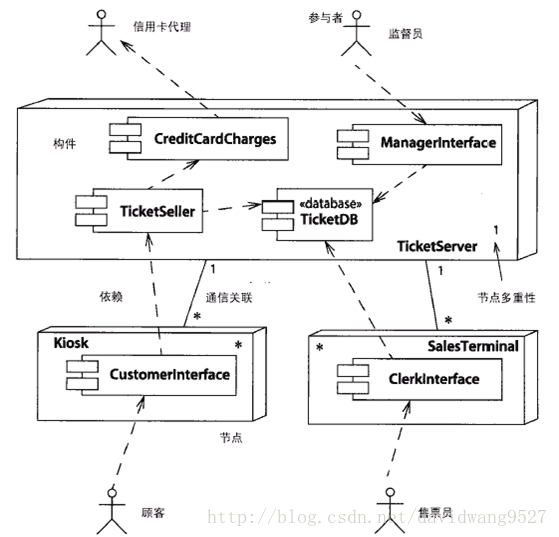 信用卡代理
参与者
监督员
构件
CreditCardCharges
ManagerInterface
TicketSeller
«database»
TicketDB
TicketServer
1
1
1
依赖
通信关联
节点多重性
*
*
Kiosk
*
*
SalesTerminal
CustomerInterface
ClerkInterface
节点
顾客
售票员
http://blog.csdn.net/davidwang9527